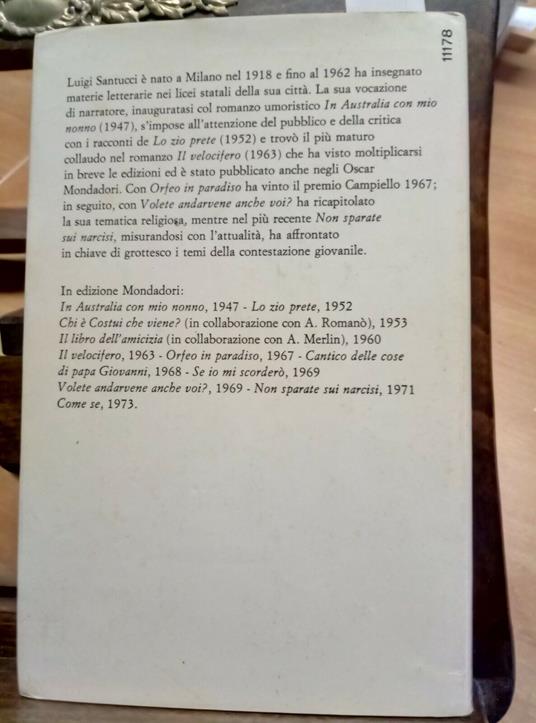 11178
Luigi Santucci è nato a Milano nel 1918 e fino al 1962 ha insegnato
materie letterarie nei licei statali della sua città. La sua vocazione
di narratore, inauguratasi col romanzo umoristico In Australia con mio
nonno (1947), s'impose all'attenzione del pubblico e della critica
con i racconti de Lo zio prete (1952) e trovò il più maturo
collaudo nel romanzo Il velocifero (1963) che ha visto moltiplicarsi
in breve le edizioni ed è stato pubblicato anche negli Oscar
Mondadori. Con Orfeo in paradiso ha vinto il premio Campiello 1967;
in seguito, con Volete andarvene anche voi? ha ricapitolato
la sua tematica religiosa, mentre nel più recente Non sparate
sui narcisi, misurandosi con l'attualità, ha affrontato
in chiave di grottesco i temi della contestazione giovanile.
In edizione Mondadori:
In Australia con mio nonno, 1947 - Lo zio prete, 1952
Chi è Costui che viene? (in collaborazione con A. Romanò), 1953
Il libro dell'amicizia (in collaborazione con A. Merlin), 1960
Il velocifero, 1963 - Orfeo in paradiso, 1967 - Cantico delle cose
di papa Giovanni, 1968 - Se io mi scorderò, 1969
Volete andarvene anche voi?, 1969 - Non sparate sui narcisi, 1971
Come se, 1973.